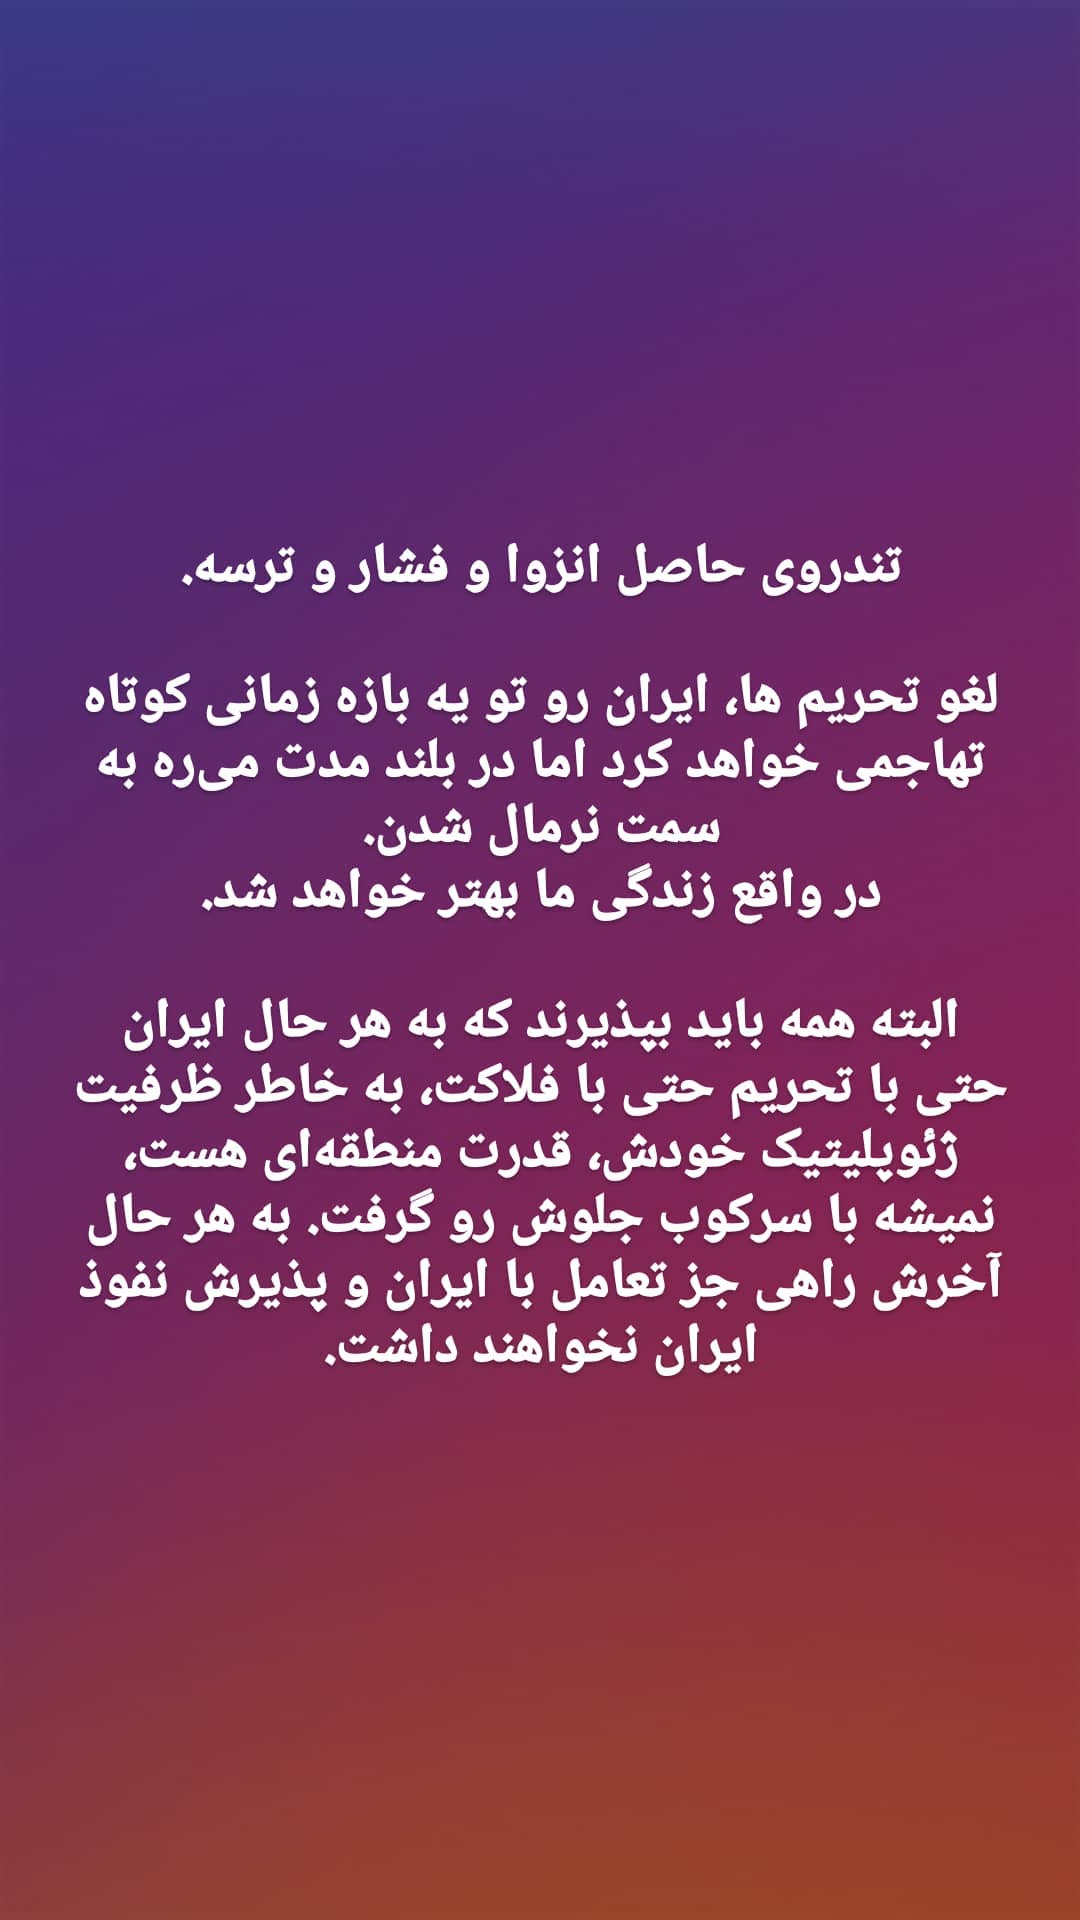 تندروی حاصل انزوا و فشار و ترسه.
لغو تحریم ها، ایران رو تو یه بازه زمانی کوتاه
تهاجمی خواهد کرد اما در بلند مدت می‌ره به
سمت نرمال شدن.
در واقع زندگی ما بهتر خواهد شد.
البته همه باید بپذیرند که به هر حال ایران
حتی با تحریم حتی با فلاکت، به خاطر ظرفیت
ژئوپلیتیک خودش، قدرت منطقه‌ای هست،
نمیشه با سرکوب جلوش رو گرفت. به هر حال
آخرش راهی جز تعامل با ایران و پذیرش نفوذ
ایران نخواهند داشت.